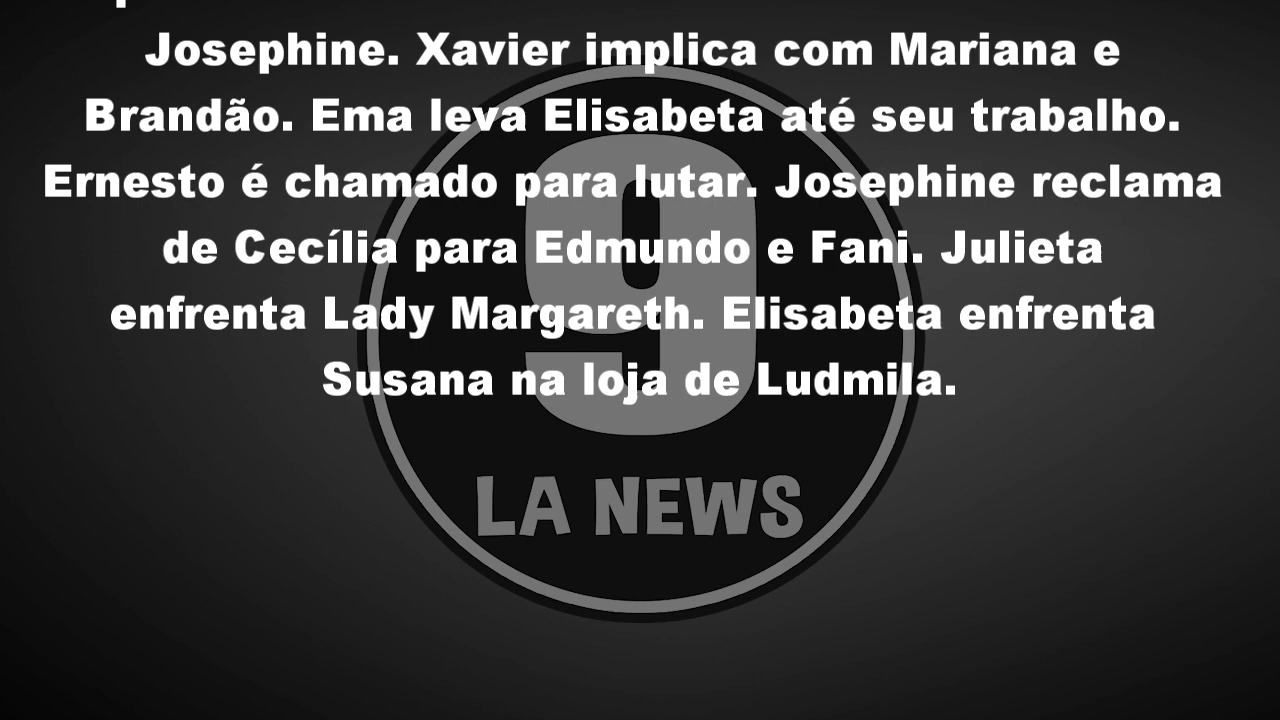 Josephine. Xavier implica com Mariana e
Brandão. Ema leva Elisabeta até seu trabalho.
Ernesto é chamado para lutar. Josephine reclama
de Cecília para Edmundo e Fani. Julieta
enfrenta Lady Margareth. Elisabeta enfrenta
Susana na loja de Ludmila.
9
LA NEWS